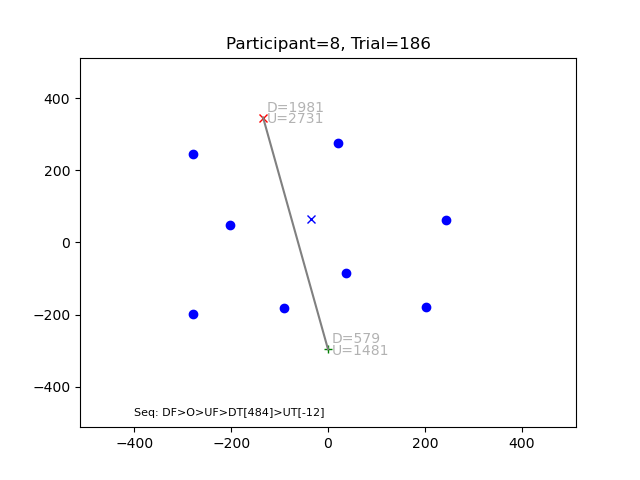 Participant=8, Trial=186
D=1981
U=2731
400
200
0
−200
−400
D=579
U=1481
Seq: DF>O>UF>DT[484]>UT[-12]
−400
−200
0
200
400